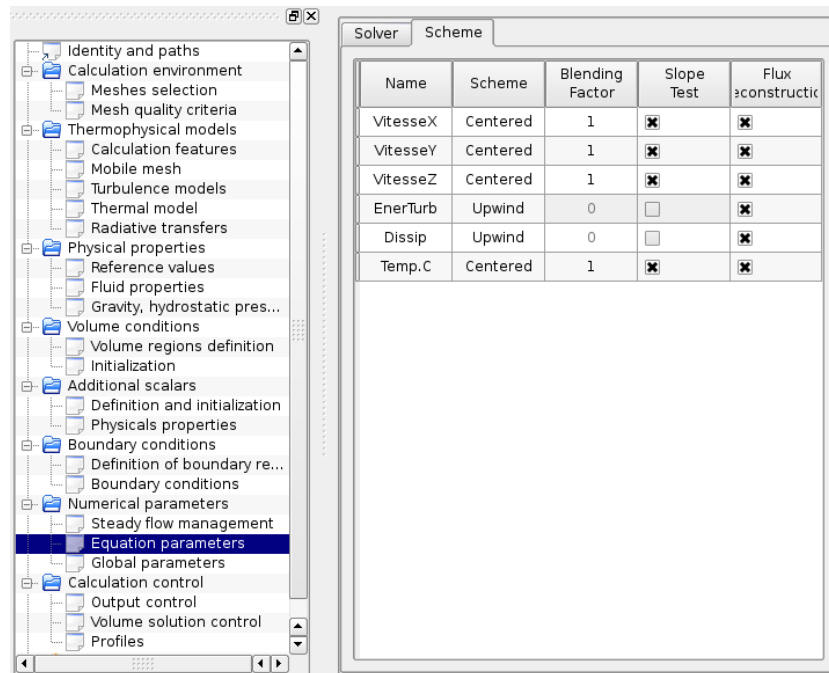 Identity and paths
Calculation environment
Meshes selection
Mesh quality criteria
Thermophysical models
Calculation features
Mobile mesh
Turbulence models
Thermal model
Radiative transfers
Physical properties
Reference values
Fluid properties
Gravity, hydrostatic pres...
Volume conditions
Volume regions definition
Initialization
Additional scalars
Definition and initialization
Physicals properties
Boundary conditions
Definition of boundary re...
Boundary conditions
Numerical parameters
Steady flow management
Equation parameters
Global parameters
Calculation control
Output control
Volume solution control
Profiles
Solver Scheme
Name Scheme Blending Factor Slope Test Flux econstructic
VitesseX Centered 1
VitesseY Centered 1
VitesseZ Centered 1
EnerTurb Upwind 0
Dissip Upwind 0
Temp.C Centered 1